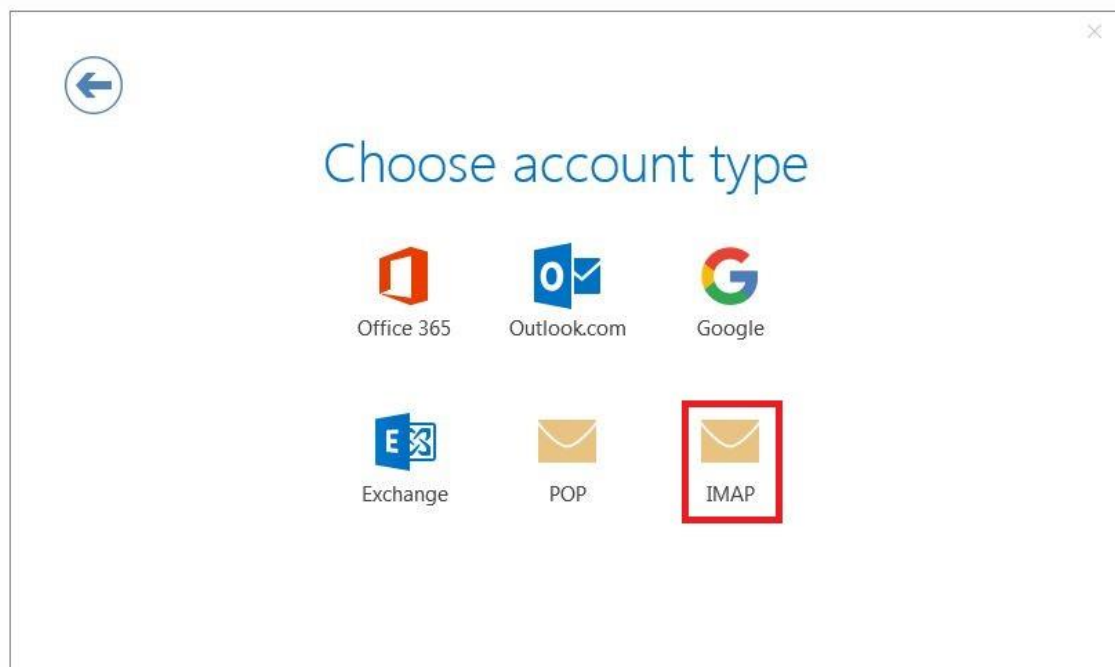 Choose account type
Office 365
Outlook.com
Google
Exchange
POP
IMAP